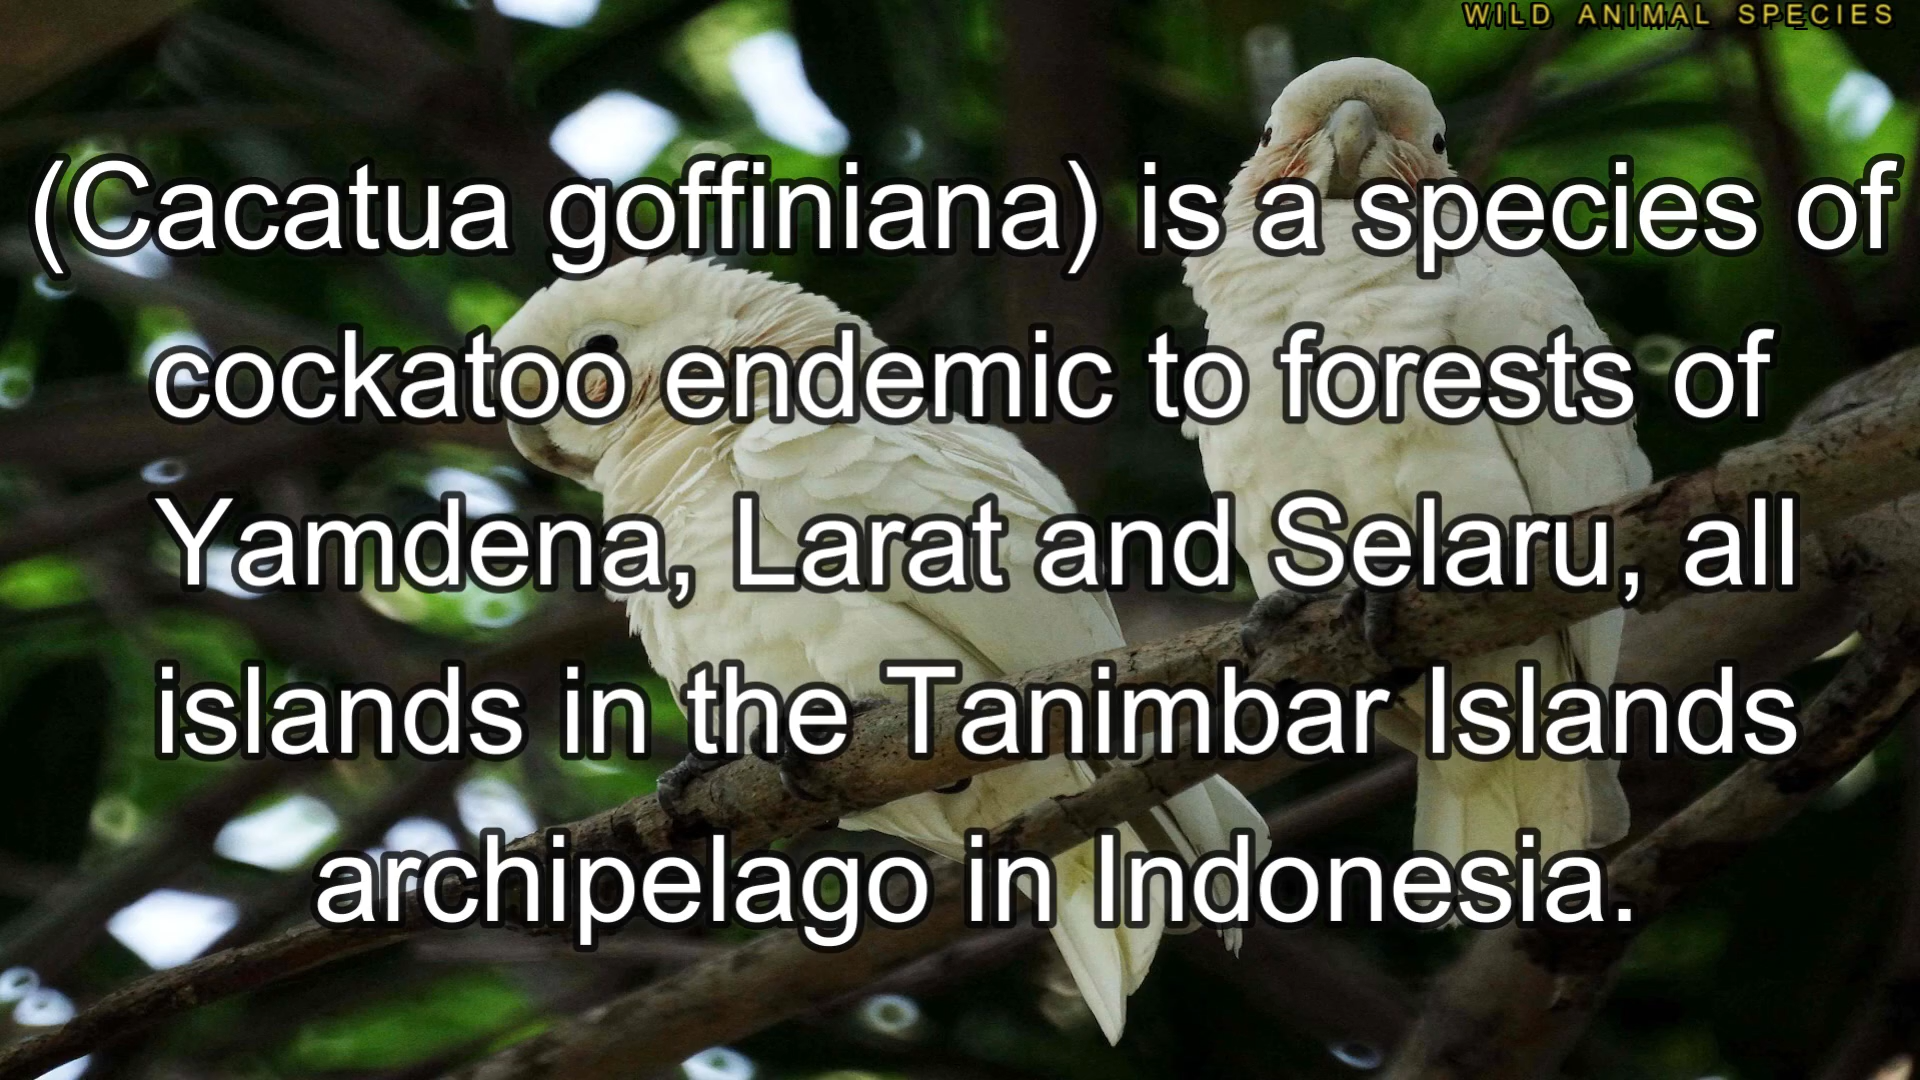 WILD ANIMAL SPECIES
(Cacatua goffiniana) is a species of
cockatoo endemic to forests of
Yamdena, Larat and Selaru, all
islands in the Tanimbar Islands
archipelago in Indonesia.